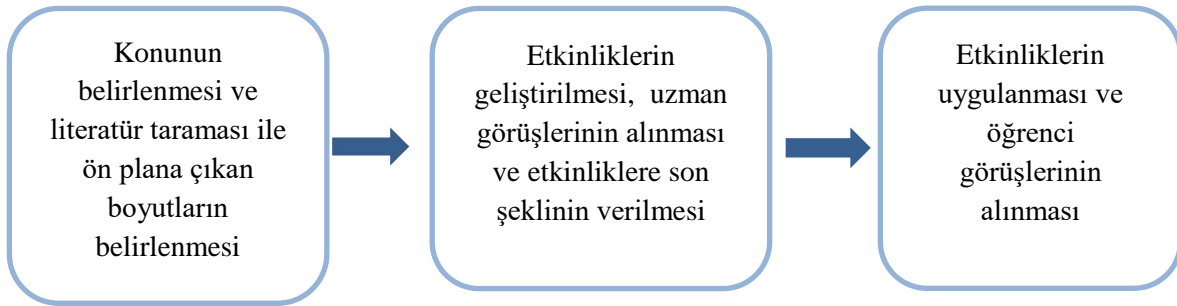 Konunun
belirlenmesi ve
literatür taraması ile
ön plana çıkan
boyutların
belirlenmesi
Etkinliklerin
geliştirilmesi, uzman
görüşlerinin alınması
ve etkinliklere son
şeklinin verilmesi
Etkinliklerin
uygulanması ve
öğrenci
görüşlerinin
alınması